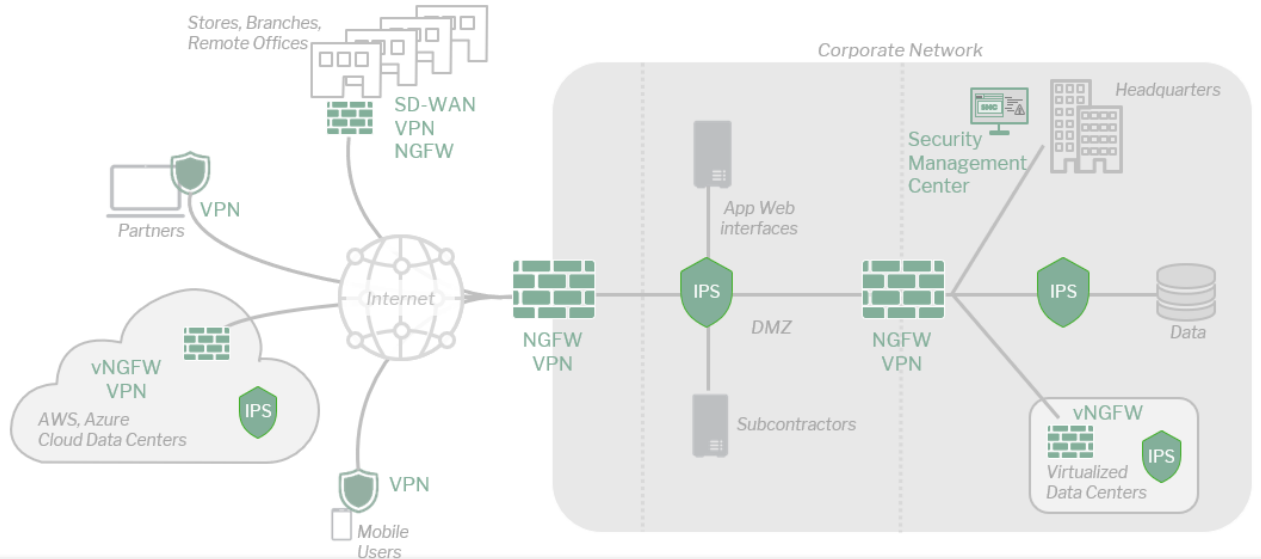 Stores, Branches,
Remote Offices
SD-WAN
VPN
NGFW
VPN
Partners
Internet
vNGFW
VPN
AWS, Azure
Cloud Data Centers
IPS
VPN
Mobile
Users
Corporate Network
NGFW
VPN
App Web
interfaces
IPS
DMZ
Subcontractors
NGFW
VPN
SMC
Security
Management
Center
Headquarters
IPS
Data
vNGFW
IPS
Virtualized
Data Centers